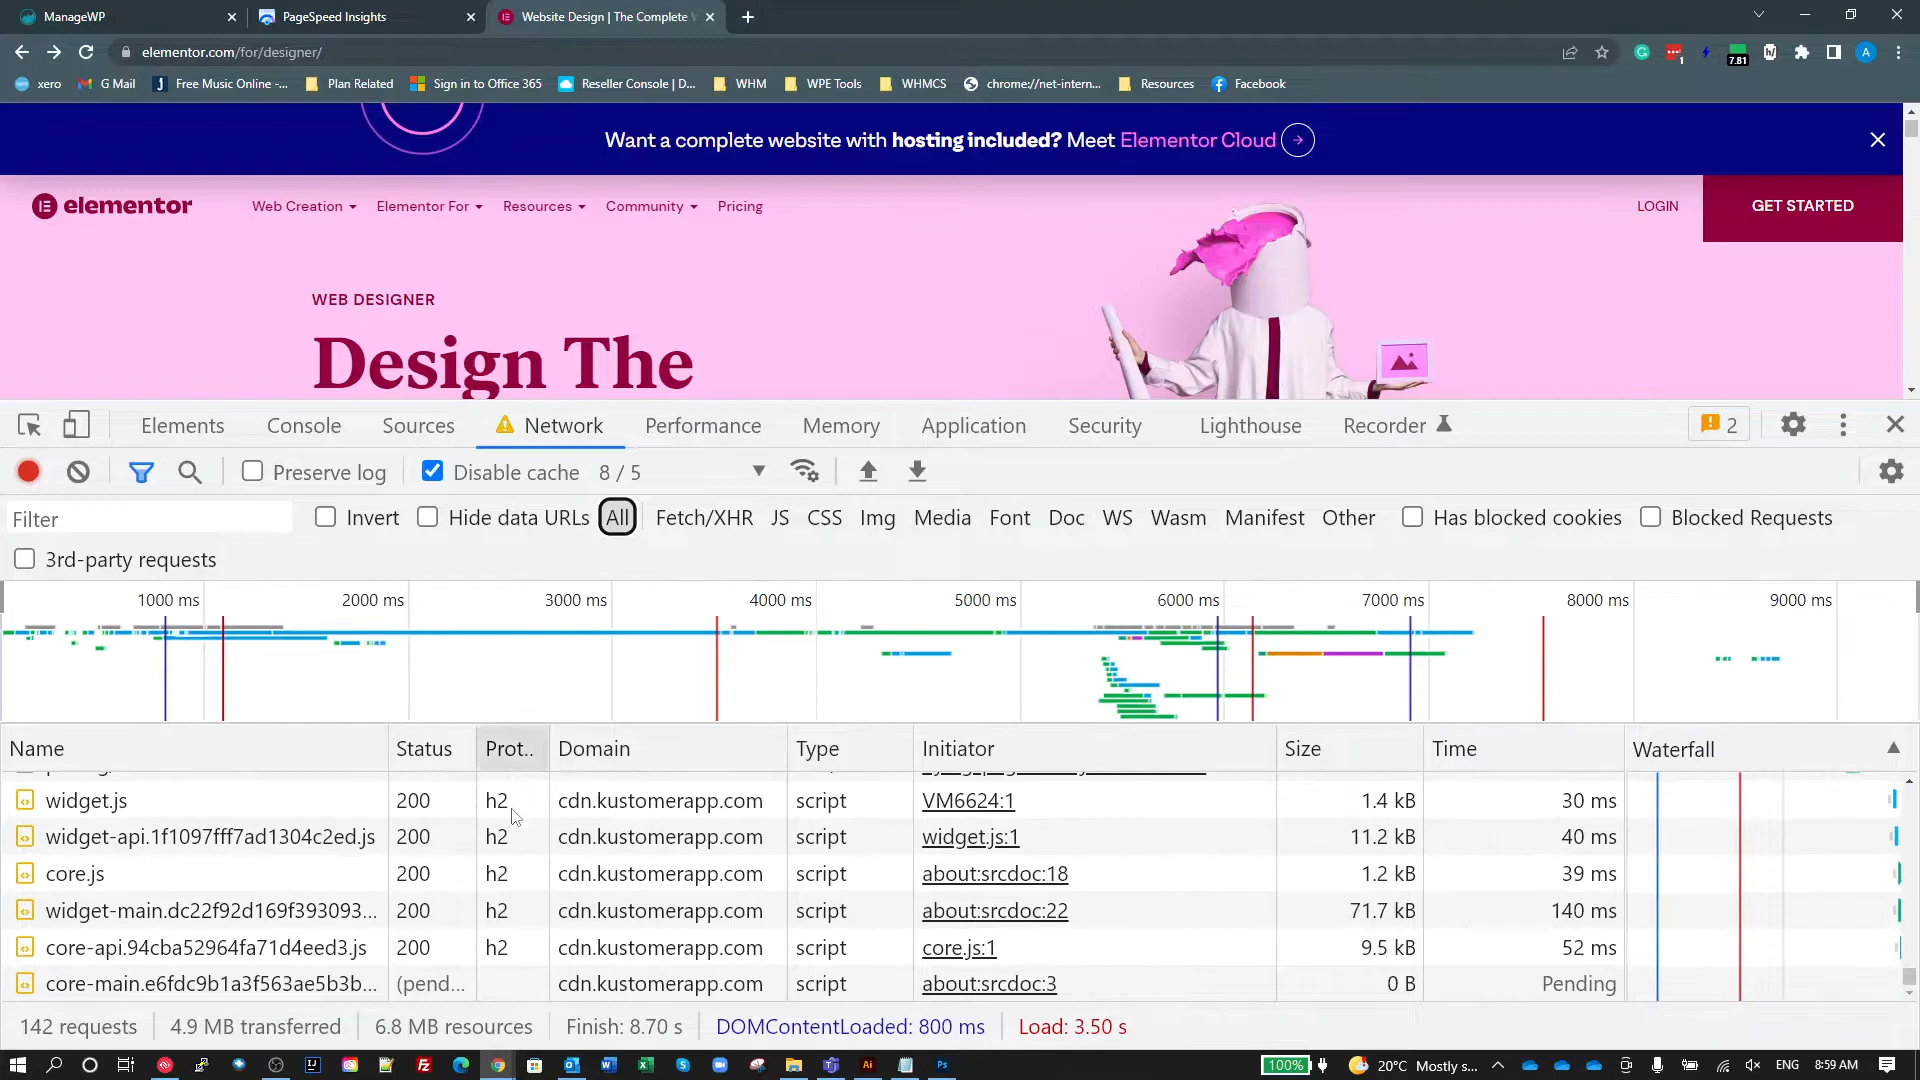 ManageWP
PageSpeed Insights
Website Design | The Complete
elementor.com/for/designer/
1
7.81
A
xero
G Mail
Free Music Online -...
Plan Related
Sign in to Office 365
Reseller Console | D...
WHM
WPE Tools
WHMCS
chrome://net-intern...
Resources
Facebook
Want a complete website with hosting included? Meet Elementor Cloud
elementor
Web Creation
Elementor For
Resources
Community
Pricing
LOGIN
GET STARTED
WEB DESIGNER
Design The
Elements
Console
Sources
Network
Performance
Memory
Application
Security
Lighthouse
Recorder
2
Preserve log
Disable cache
8 / 5
Filter
Invert
Hide data URLs
All
Fetch/XHR
JS
CSS
Img
Media
Font
Doc
WS
Wasm
Manifest
Other
Has blocked cookies
Blocked Requests
3rd-party requests
1000 ms
2000 ms
3000 ms
4000 ms
5000 ms
6000 ms
7000 ms
8000 ms
9000 ms
Name Status Prot.. Domain Type Initiator Size Time Waterfall
widget.js 200 h2 cdn.kustomerapp.com script VM6624:1 1.4 kB 30 ms
widget-api.1f1097fff7ad1304c2ed.js 200 h2 cdn.kustomerapp.com script widget.js:1 11.2 kB 40 ms
core.js 200 h2 cdn.kustomerapp.com script about:srcdoc:18 1.2 kB 39 ms
widget-main.dc22f92d169f393093... 200 h2 cdn.kustomerapp.com script about:srcdoc:22 71.7 kB 140 ms
core-api.94cba52964fa71d4eed3.js 200 h2 cdn.kustomerapp.com script core.js:1 9.5 kB 52 ms
core-main.e6fdc9b1a3f563ae5b3b... (pend... cdn.kustomerapp.com script about:srcdoc:3 0 B Pending
142 requests
4.9 MB transferred
6.8 MB resources
Finish: 8.70 s
DOMContentLoaded: 800 ms
Load: 3.50 s
100%
20°C Mostly s...
ENG
8:59 AM